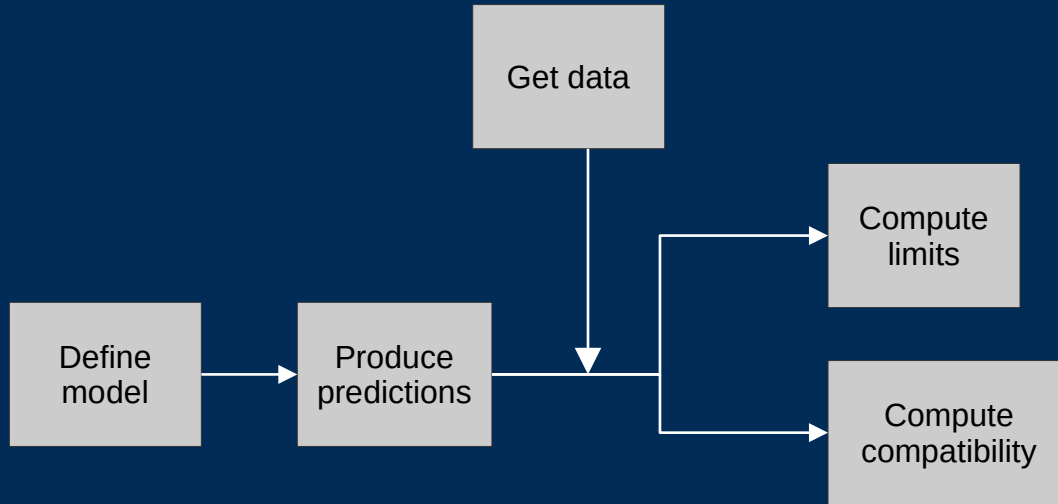 Get data
Define
model
Produce
predictions
Compute
limits
Compute
compatibility